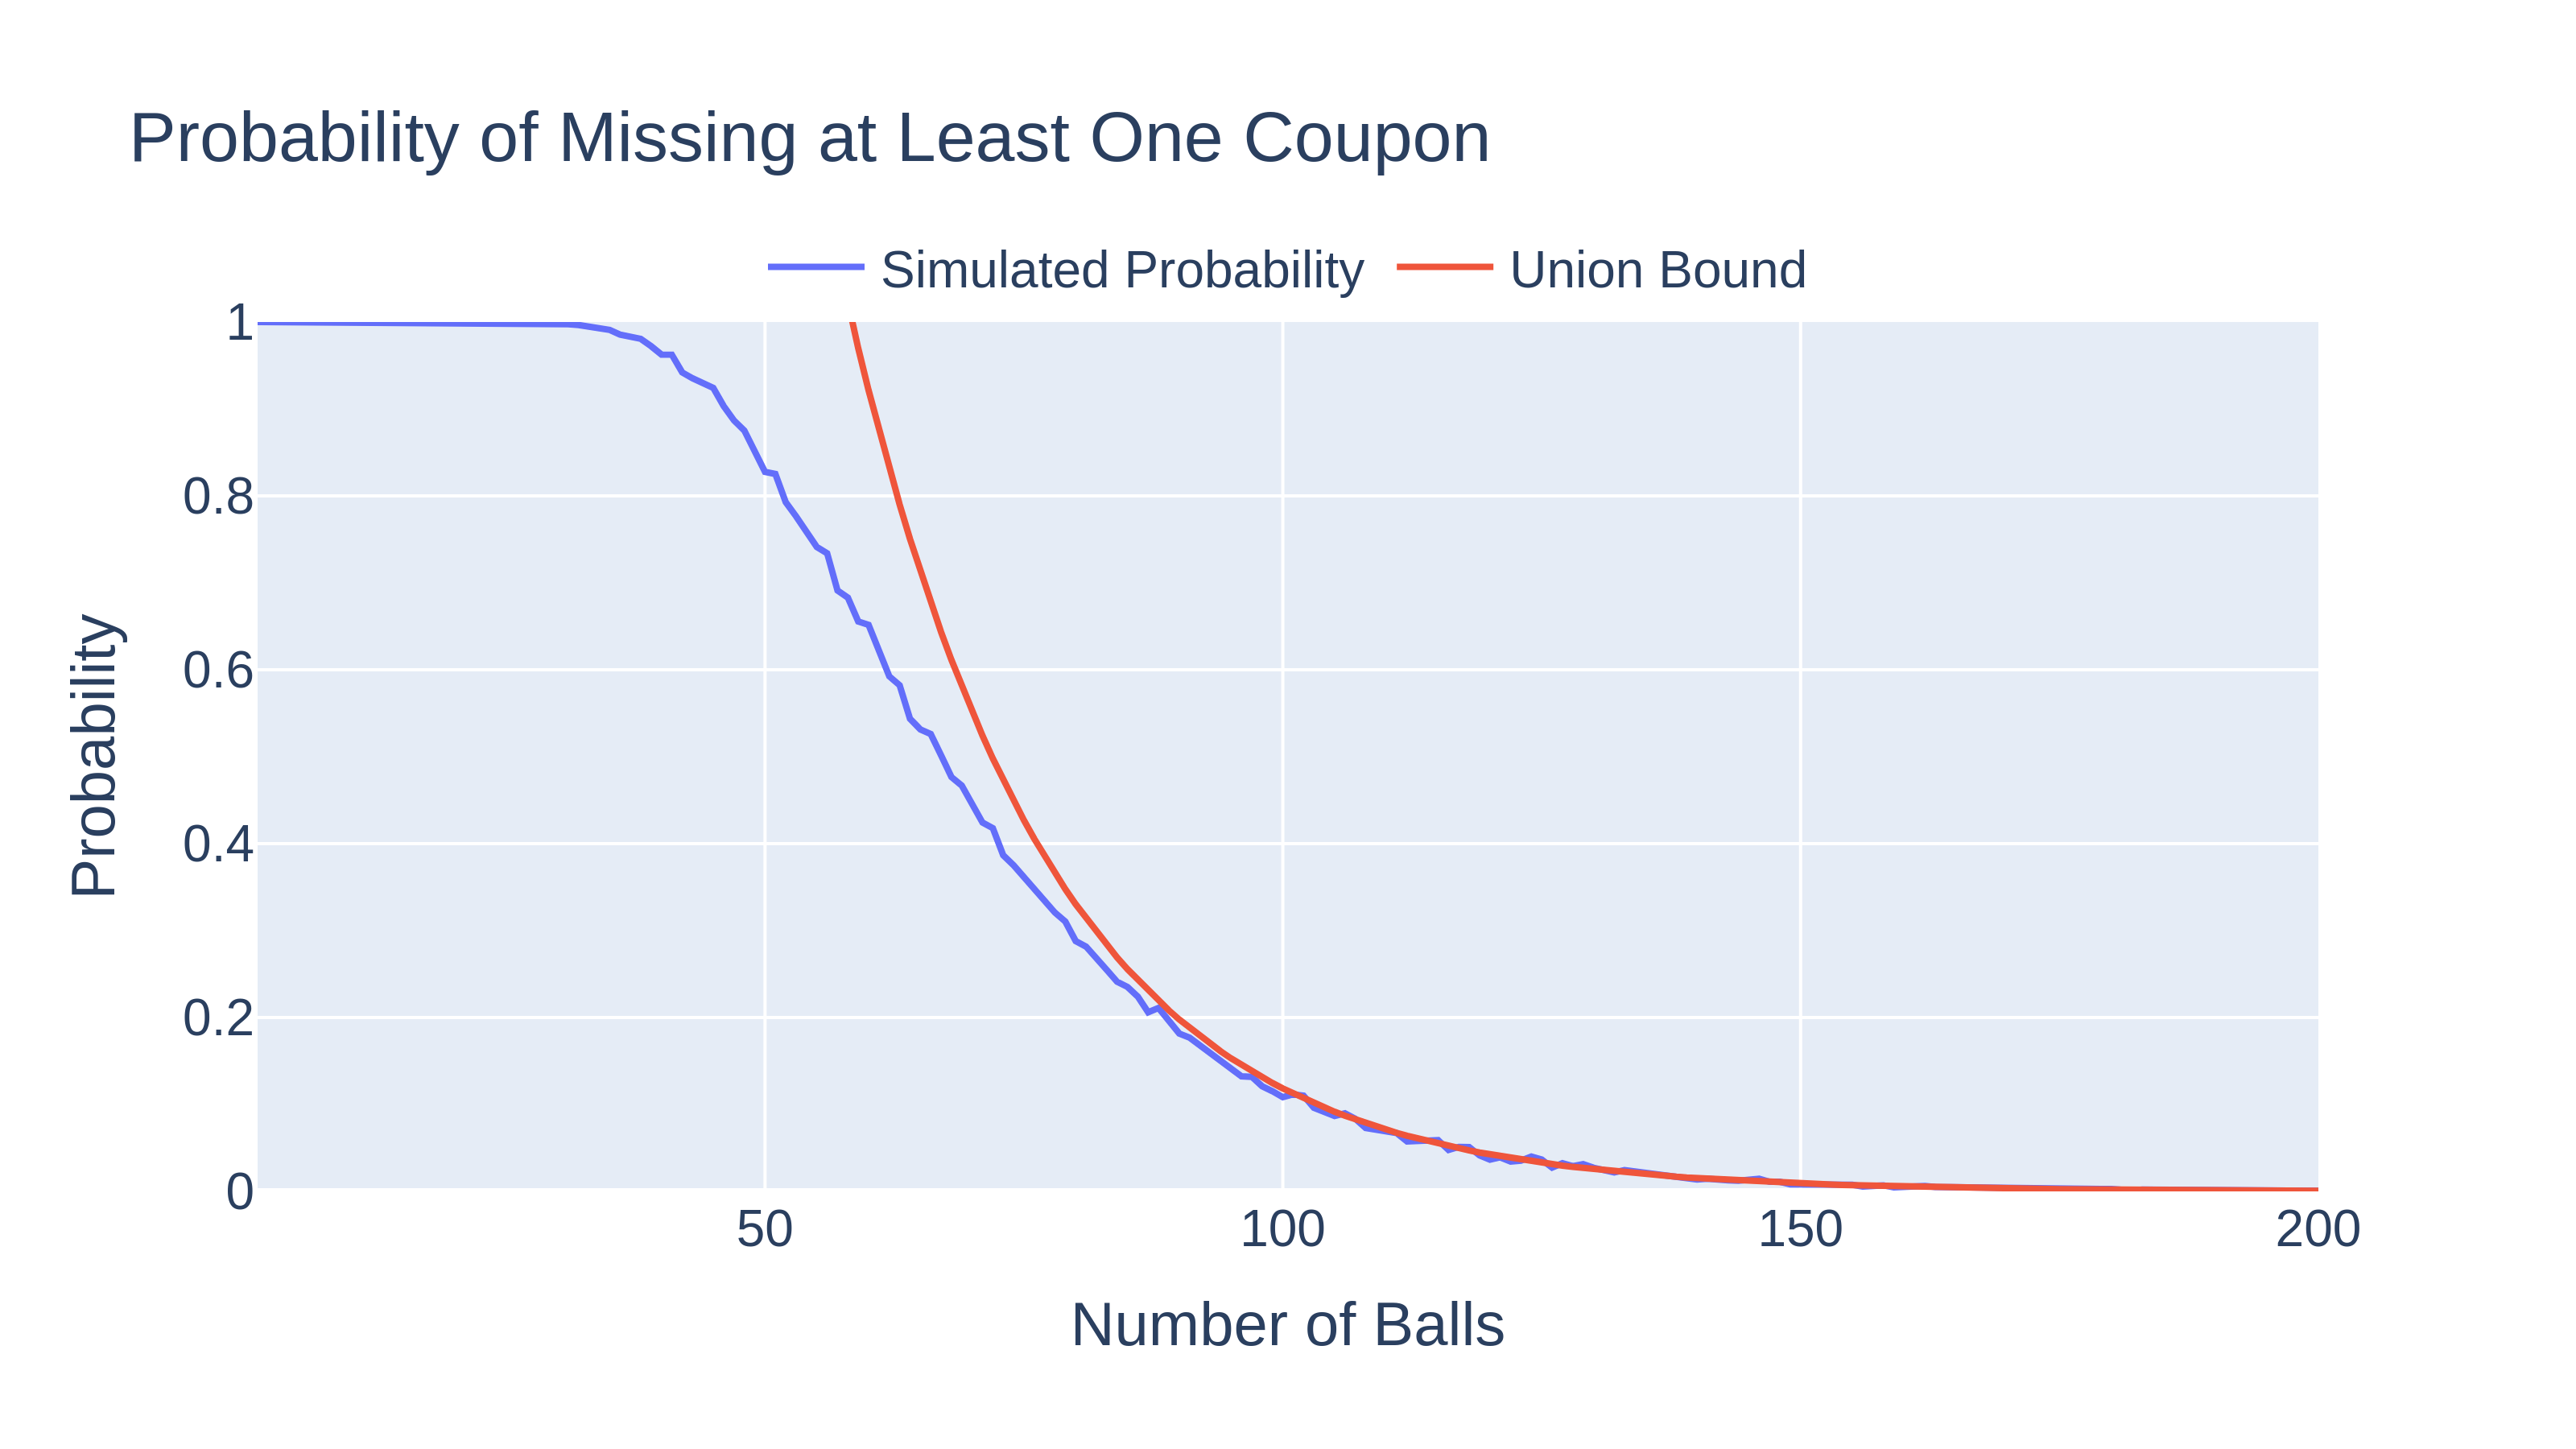 Probability of Missing at Least One Coupon
Simulated Probability Union Bound
1
0.8
0.6
0.4
0.2
0
Probability
50 100 150 200
Number of Balls